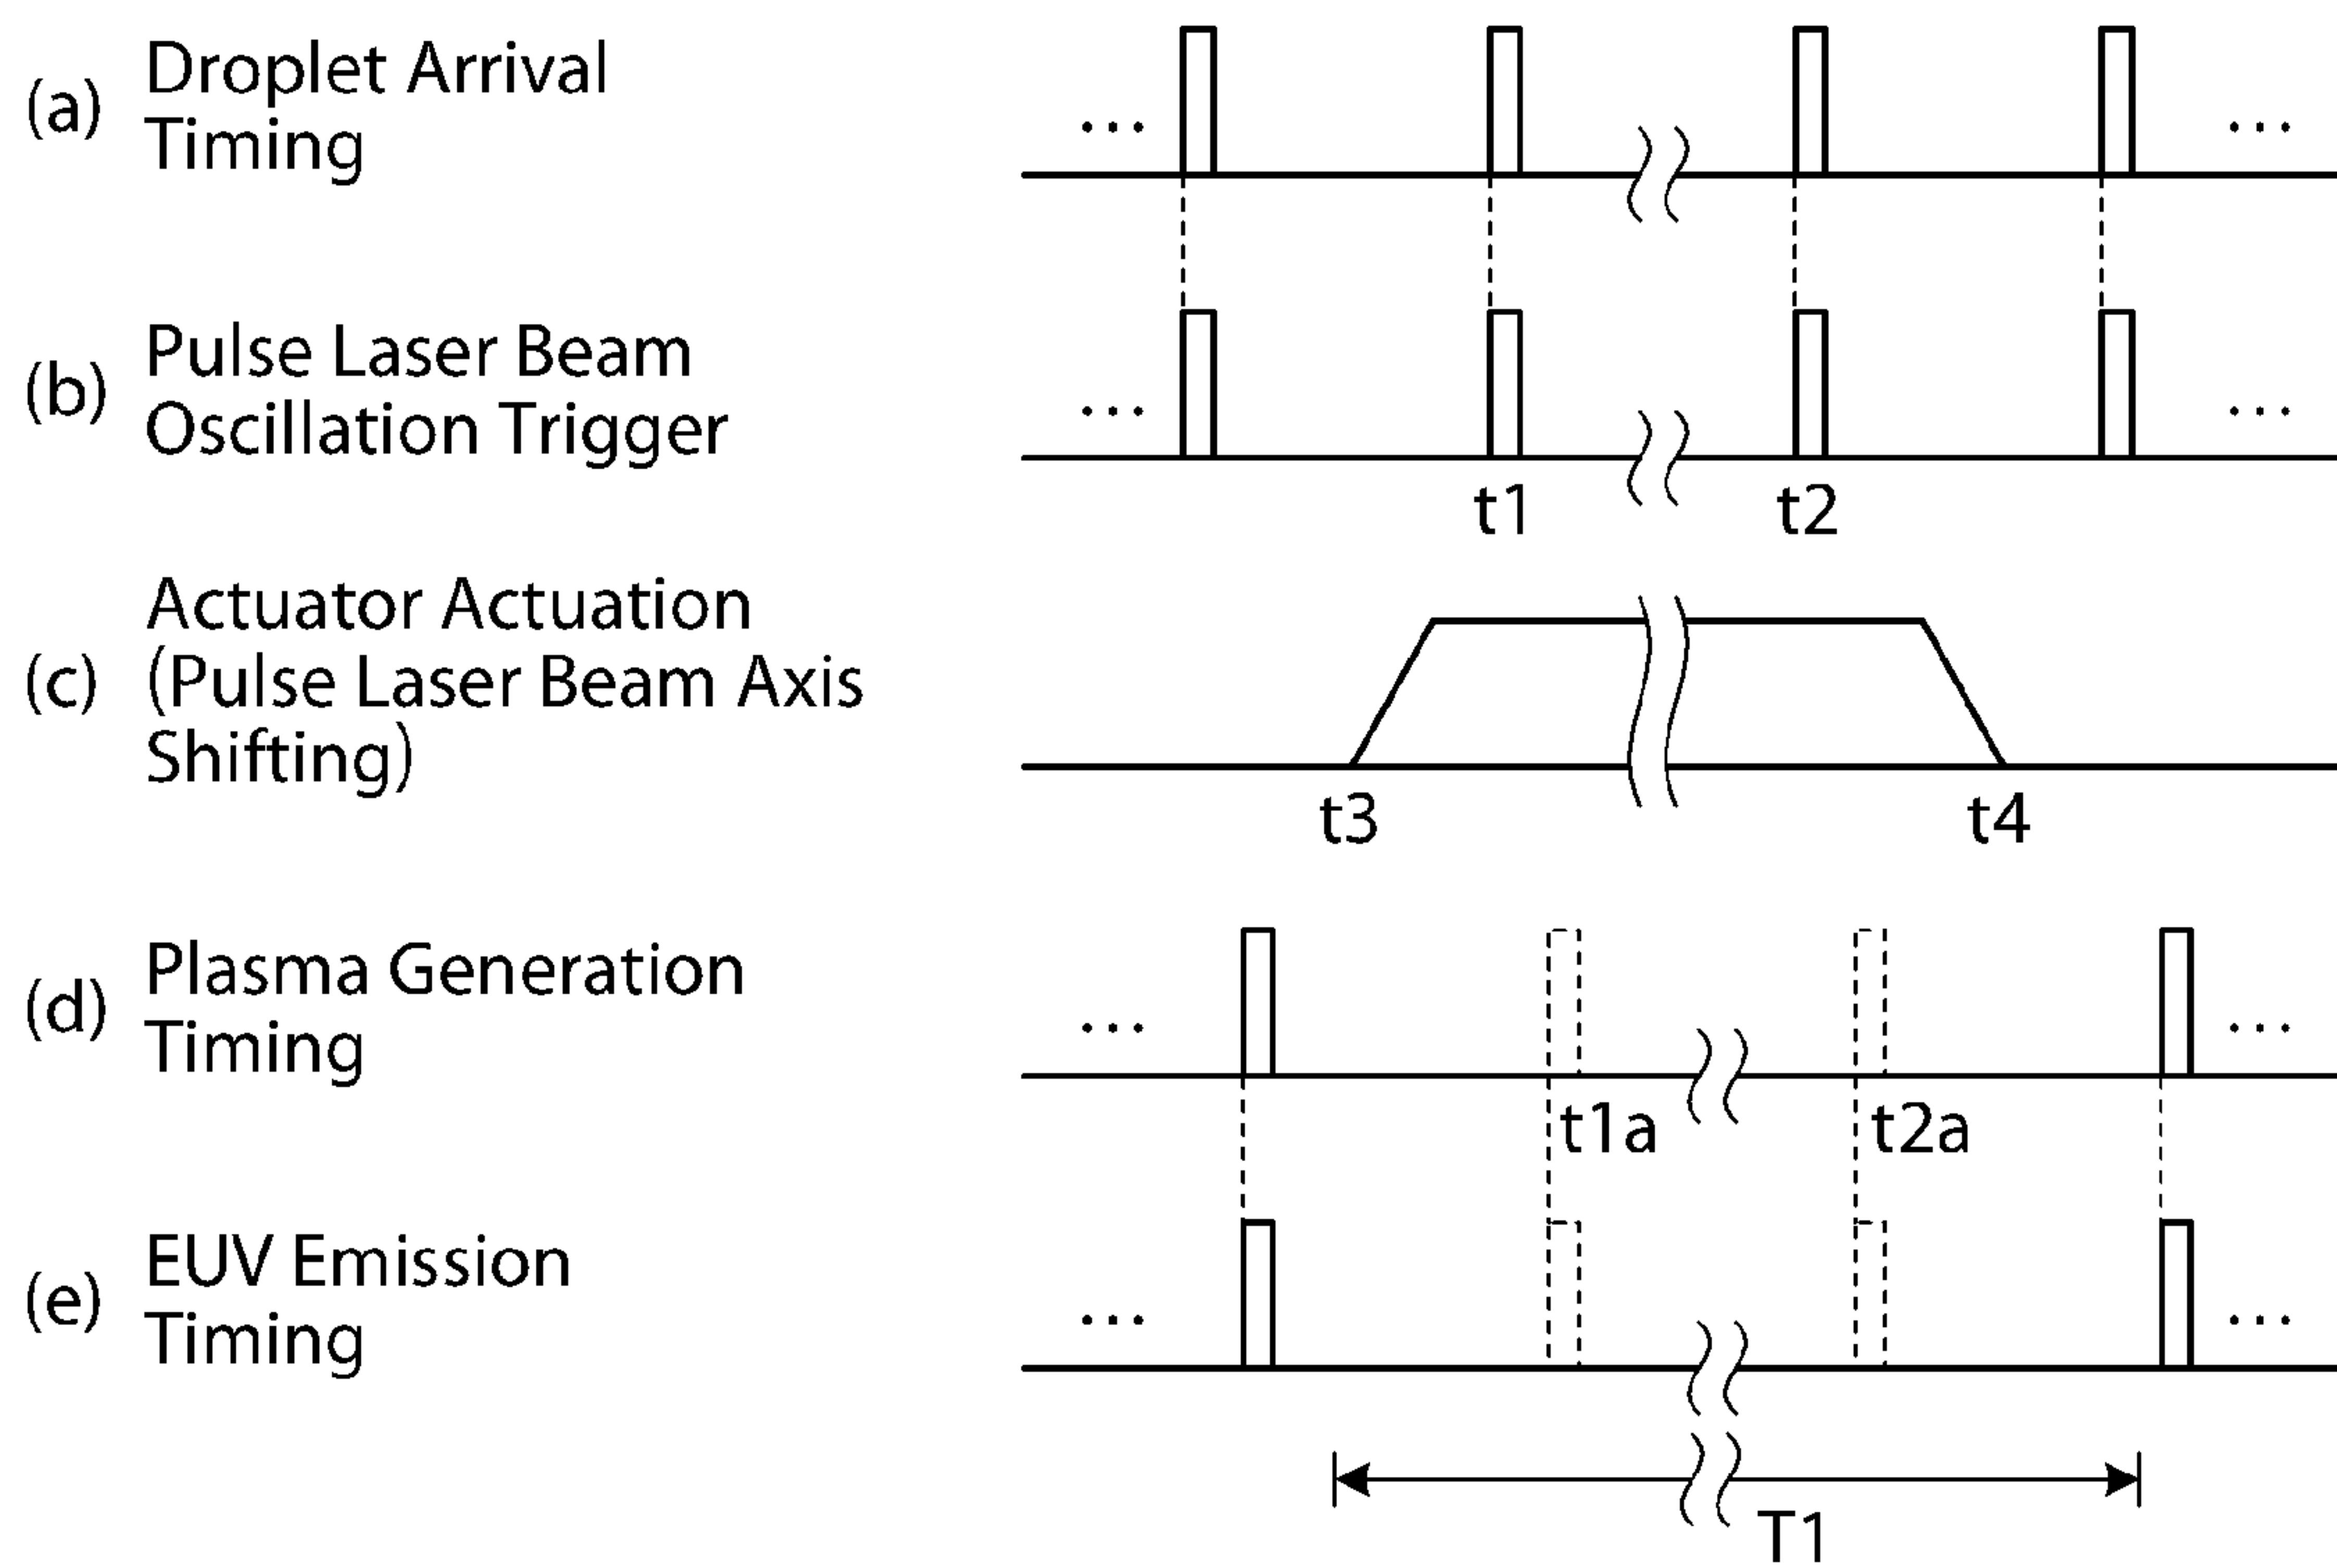 (a) Droplet Arrival
Timing
...
...
(b) Pulse Laser Beam
Oscillation Trigger
...
...
t1 t2
(c) Actuator Actuation
(Pulse Laser Beam Axis
Shifting)
t3 t4
(d) Plasma Generation
Timing
...
...
t1a t2a
(e) EUV Emission
Timing
...
...
T1